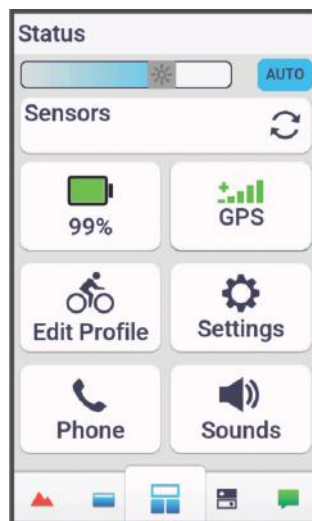 Status
AUTO
Sensors
99%
GPS
Edit Profile
Settings
Phone
Sounds